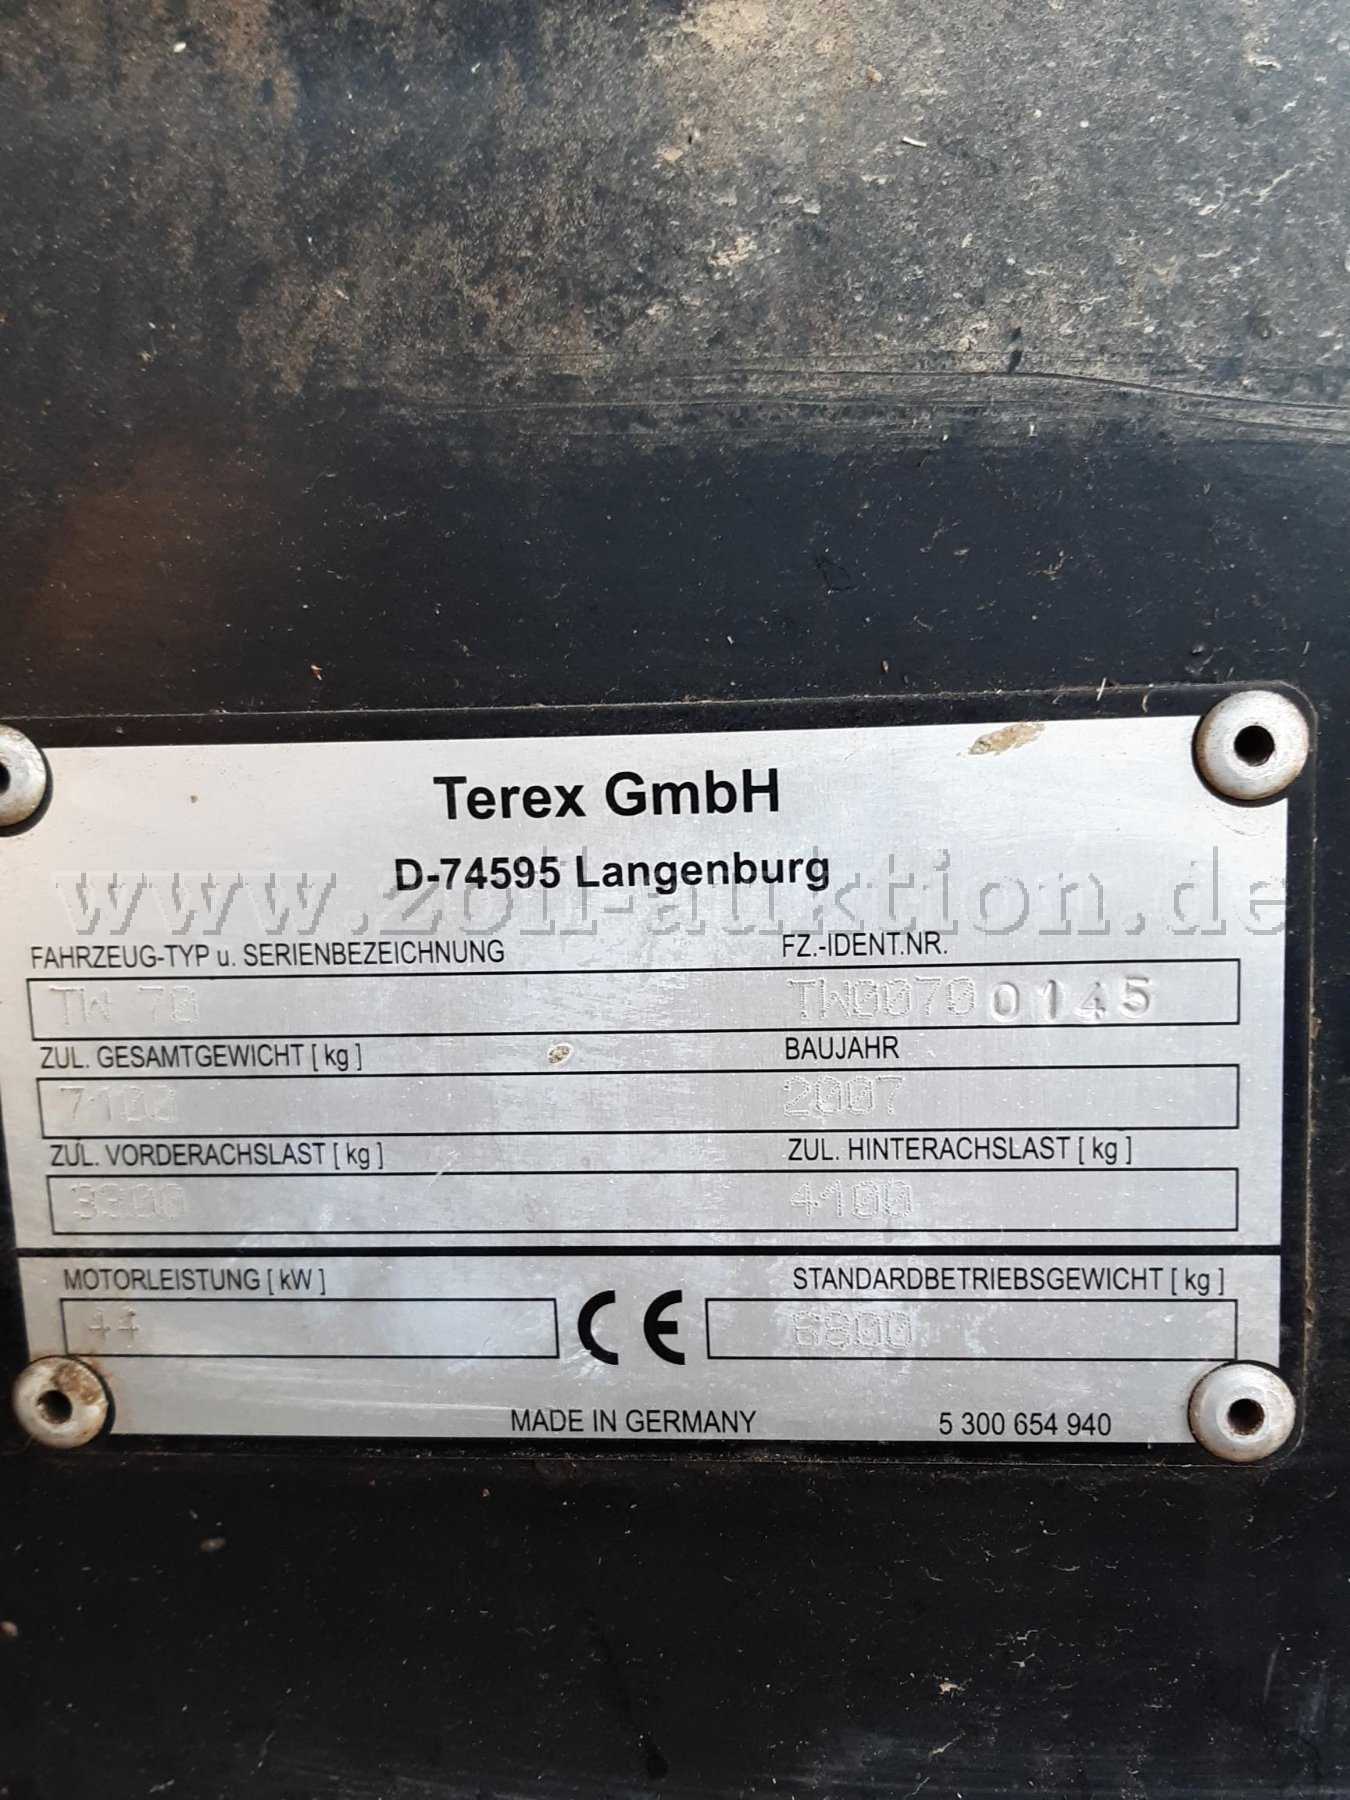 Terex GmbH
D-74595 Langenburg
www.zoll-auktion.de
FAHRZEUG-TYP u. SERIENBEZEICHNUNG FZ.-IDENT.NR.
TW 70 TW00700145
ZUL. GESAMTGEWICHT [ kg ] BAUJAHR
7100 2007
ZUL. VORDERACHSLAST [ kg ] ZUL. HINTERACHSLAST [ kg ]
4100
MOTORLEISTUNG [ kW ] STANDARDBETRIEBSGEWICHT [ kg ]
44 CE 6800
MADE IN GERMANY 5 300 654 940